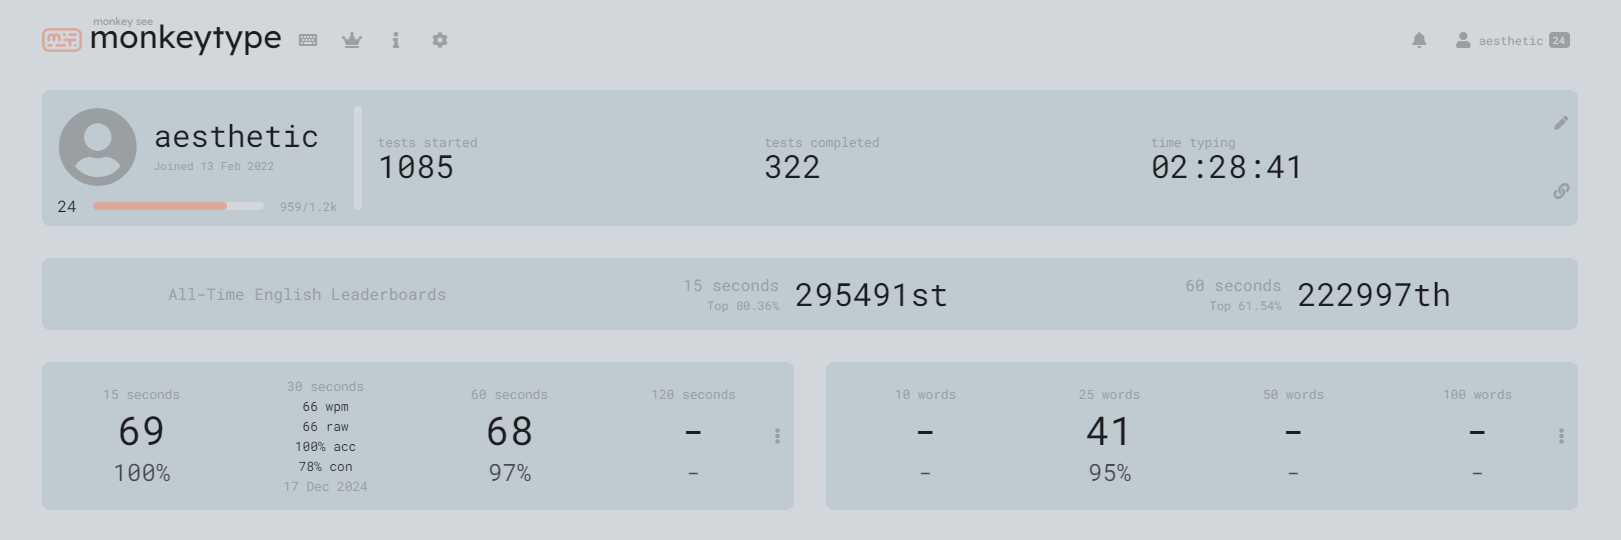 monkey see
monkeytype
aesthetic 24
aesthetic
Joined 13 Feb 2022
24 959/1.2k
tests started
1085
tests completed
322
time typing
02:28:41
All-Time English Leaderboards
15 seconds
Top 80.36%
295491st
60 seconds
Top 61.54%
222997th
15 seconds
69
100%
30 seconds
66 wpm
66 raw
100% acc
78% con
17 Dec 2024
60 seconds
68
97%
120 seconds
-
-
10 words
-
-
25 words
41
95%
50 words
-
-
100 words
-
-